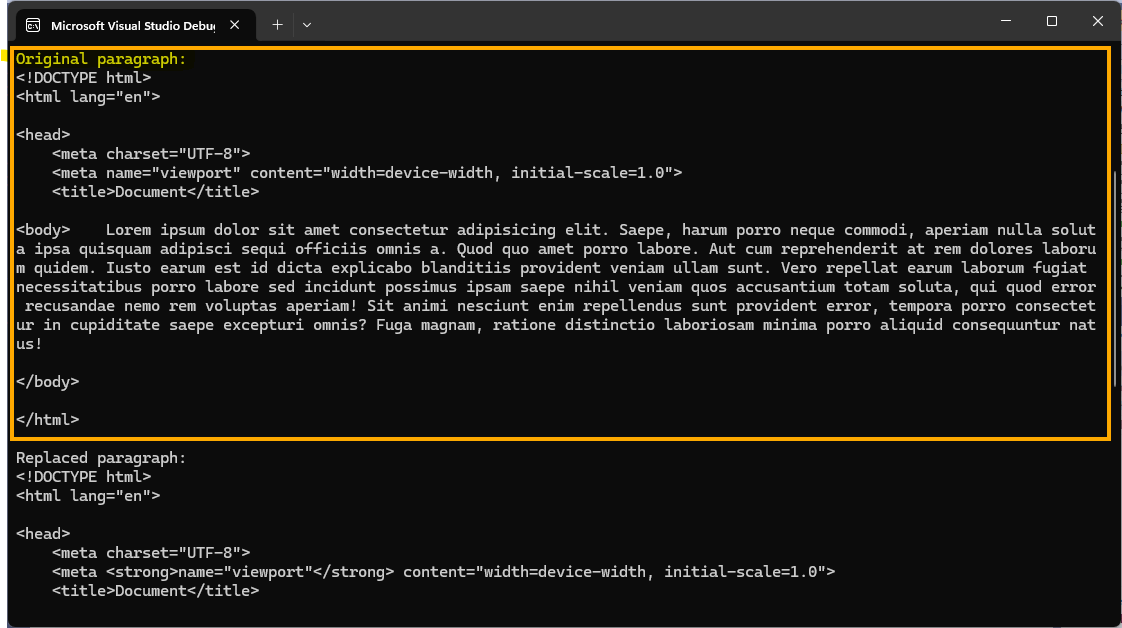 Microsoft Visual Studio Debug
Original paragraph:
<!DOCTYPE html>
<html lang="en">
<head>
    <meta charset="UTF-8">
    <meta name="viewport" content="width=device-width, initial-scale=1.0">
    <title>Document</title>
<body>    Lorem ipsum dolor sit amet consectetur adipisicing elit. Saepe, harum porro neque commodi, aperiam nulla solut
a ipsa quisquam adipisci sequi officiis omnis a. Quod quo amet porro labore. Aut cum reprehenderit at rem dolores laboru
m quidem. Iusto earum est id dicta explicabo blanditiis provident veniam ullam sunt. Vero repellat earum laborum fugiat
necessitatibus porro labore sed incidunt possimus ipsam saepe nihil veniam quos accusantium totam soluta, qui quod error
 recusandae nemo rem voluptas aperiam! Sit animi nesciunt enim repellendus sunt provident error, tempora porro consectet
ur in cupiditate saepe excepturi omnis? Fuga magnam, ratione distinctio laboriosam minima porro aliquid consequuntur nat
us!
</body>
</html>
Replaced paragraph:
<!DOCTYPE html>
<html lang="en">
<head>
    <meta charset="UTF-8">
    <meta <strong>name="viewport"</strong> content="width=device-width, initial-scale=1.0">
    <title>Document</title>